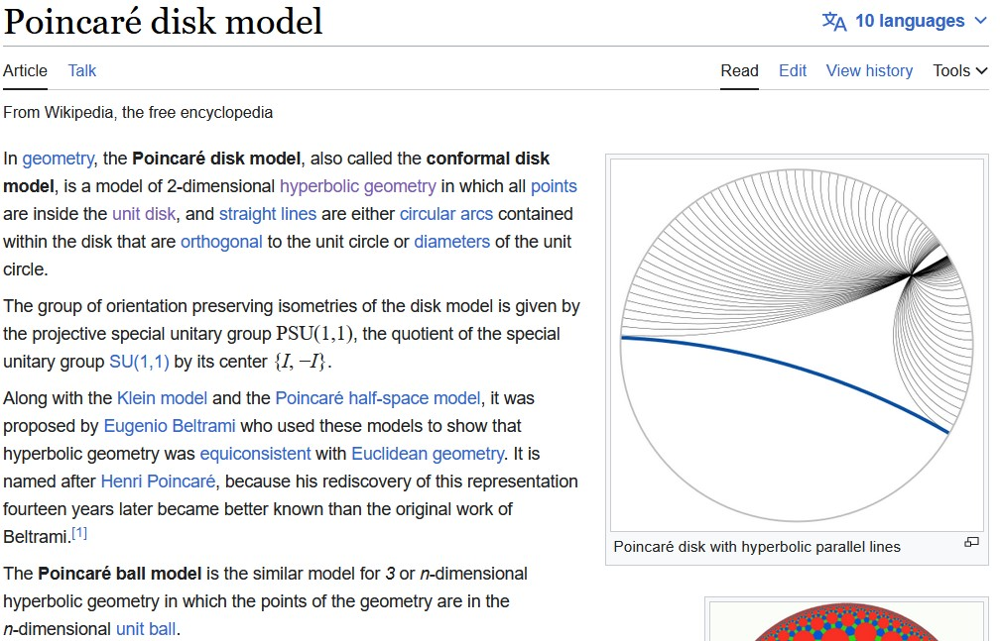 Poincaré disk model
10 languages
Article Talk
Read Edit View history Tools
From Wikipedia, the free encyclopedia
In geometry, the Poincaré disk model, also called the conformal disk
model, is a model of 2-dimensional hyperbolic geometry in which all points
are inside the unit disk, and straight lines are either circular arcs contained
within the disk that are orthogonal to the unit circle or diameters of the unit
circle.
The group of orientation preserving isometries of the disk model is given by
the projective special unitary group PSU(1,1), the quotient of the special
unitary group SU(1,1) by its center {I, −I}.
Along with the Klein model and the Poincaré half-space model, it was
proposed by Eugenio Beltrami who used these models to show that
hyperbolic geometry was equiconsistent with Euclidean geometry. It is
named after Henri Poincaré, because his rediscovery of this representation
fourteen years later became better known than the original work of
Beltrami.[1]
The Poincaré ball model is the similar model for 3 or n-dimensional
hyperbolic geometry in which the points of the geometry are in the
n-dimensional unit ball.
Poincaré disk with hyperbolic parallel lines